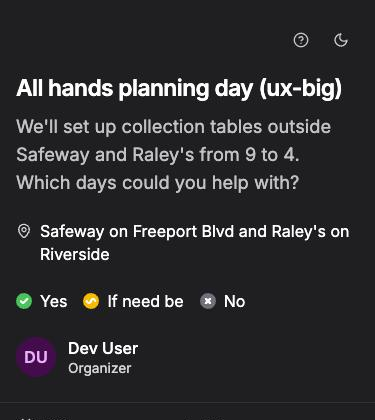 All hands planning day (ux-big)
We'll set up collection tables outside
Safeway and Raley's from 9 to 4.
Which days could you help with?
Safeway on Freeport Blvd and Raley's on
Riverside
Yes If need be No
DU
Dev User
Organizer